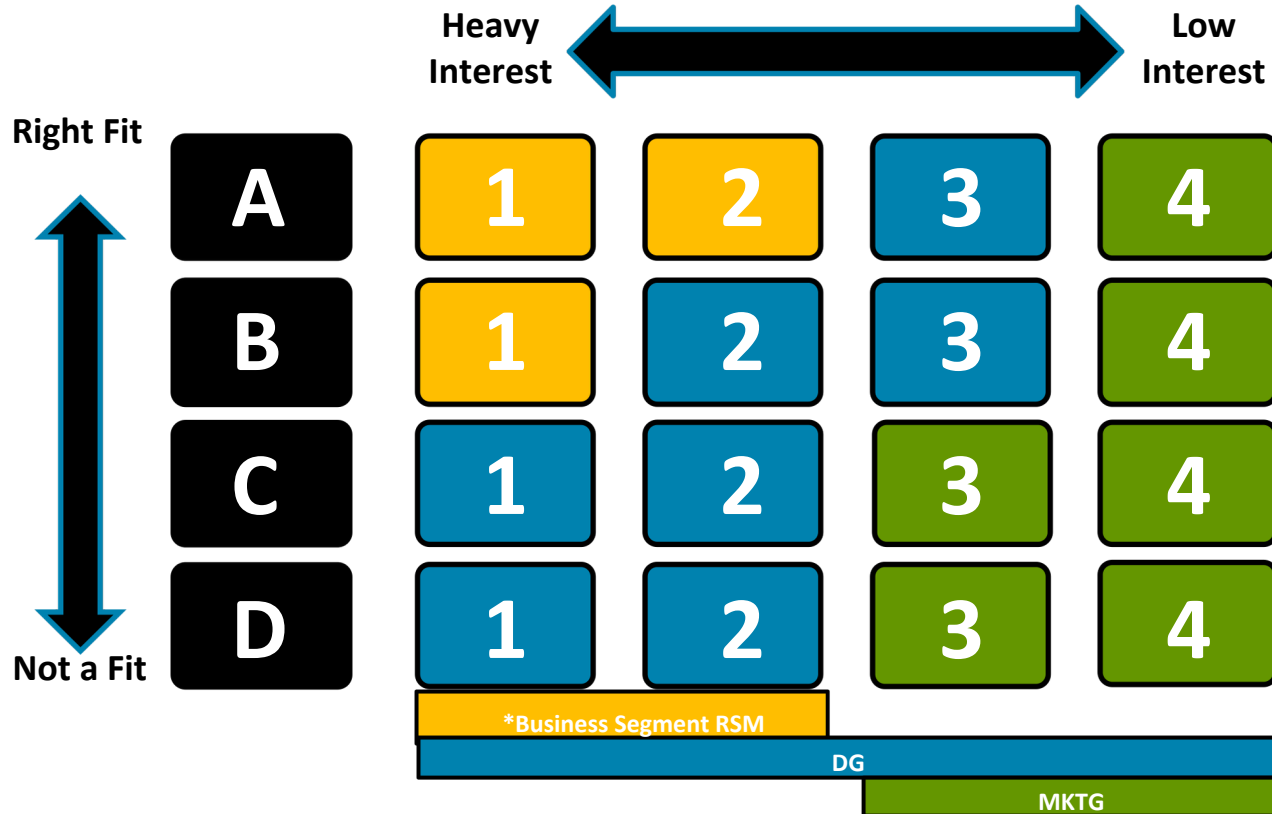 Heavy
Interest
Low
Interest
Right Fit
A 1 2 3 4
B 1 2 3 4
C 1 2 3 4
D 1 2 3 4
Not a Fit
*Business Segment RSM
DG
MKTG